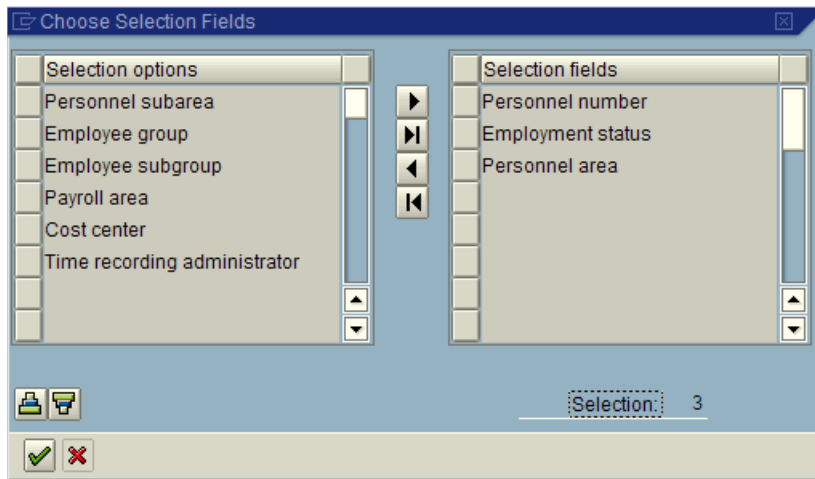 Choose Selection Fields
Selection options
Personnel subarea
Employee group
Employee subgroup
Payroll area
Cost center
Time recording administrator
Selection fields
Personnel number
Employment status
Personnel area
Selection: 3